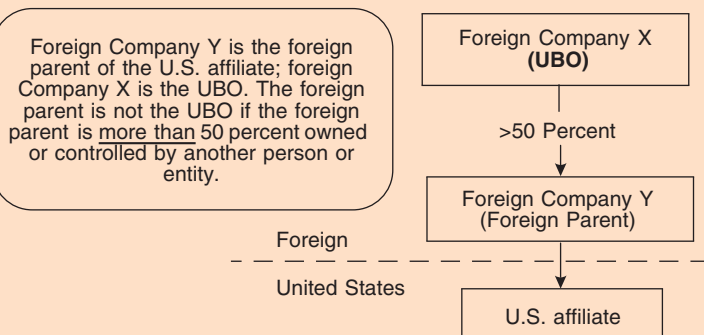 Foreign Company Y is the foreign
parent of the U.S. affiliate; foreign
Company X is the UBO. The foreign
parent is not the UBO if the foreign
parent is more than 50 percent owned
or controlled by another person or
entity.
Foreign Company X
(UBO)
>50 Percent
Foreign Company Y
(Foreign Parent)
Foreign
United States
U.S. affiliate